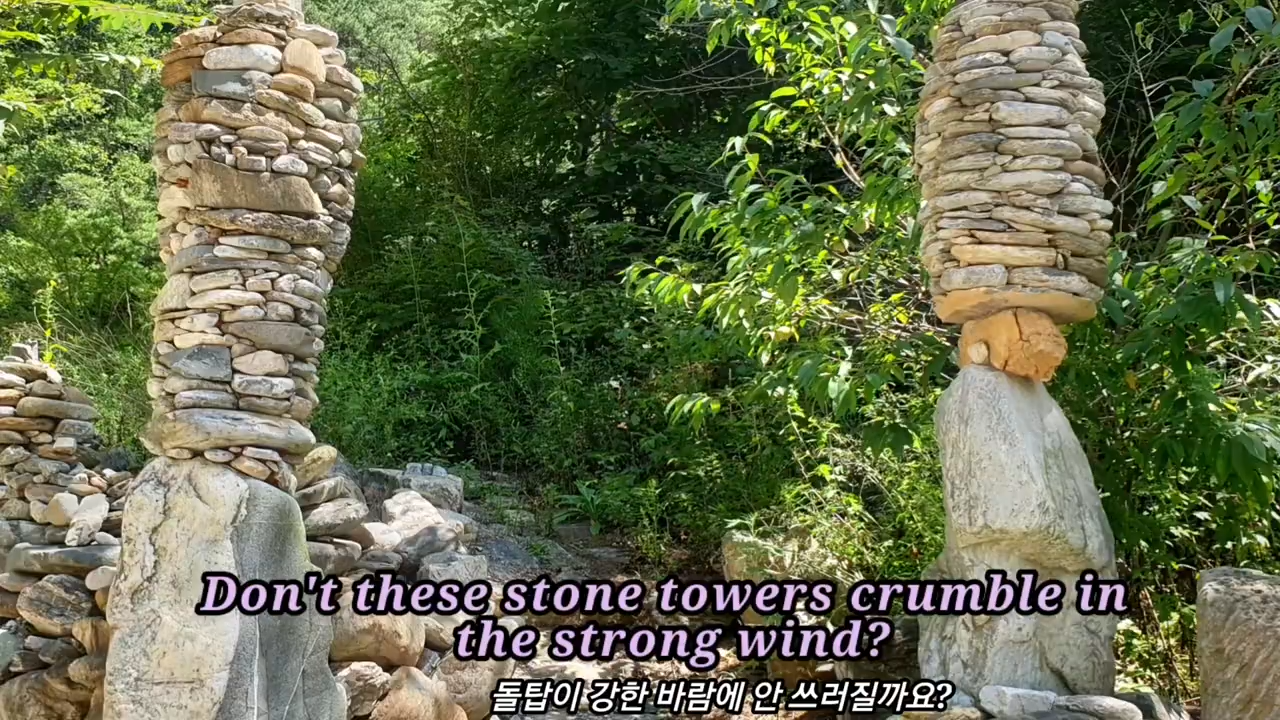 Don't these stone towers crumble in
the strong wind?
돌탑이 강한 바람에 안 쓰러질까요?